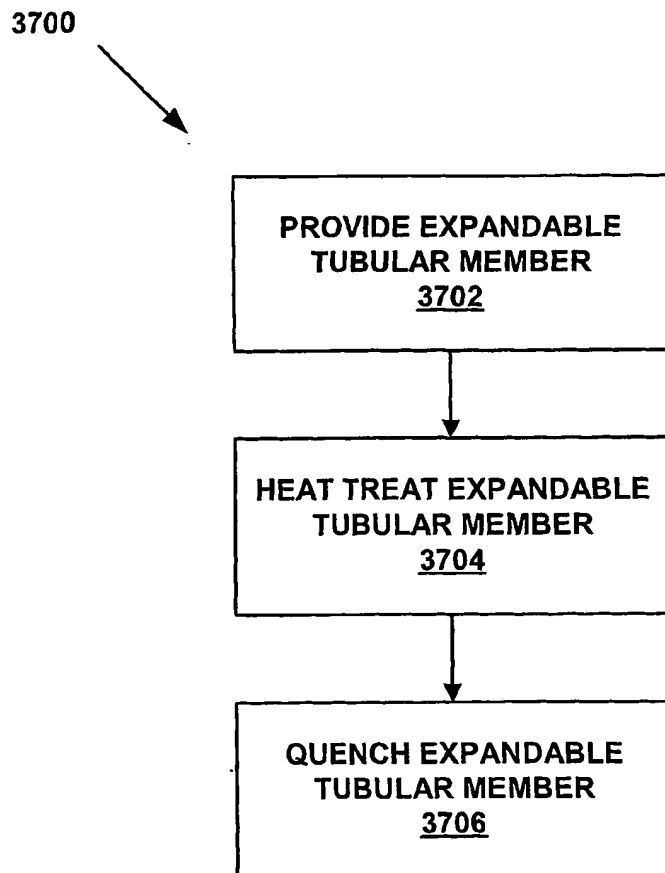 3700
PROVIDE EXPANDABLE
TUBULAR MEMBER
3702
HEAT TREAT EXPANDABLE
TUBULAR MEMBER
3704
QUENCH EXPANDABLE
TUBULAR MEMBER
3706